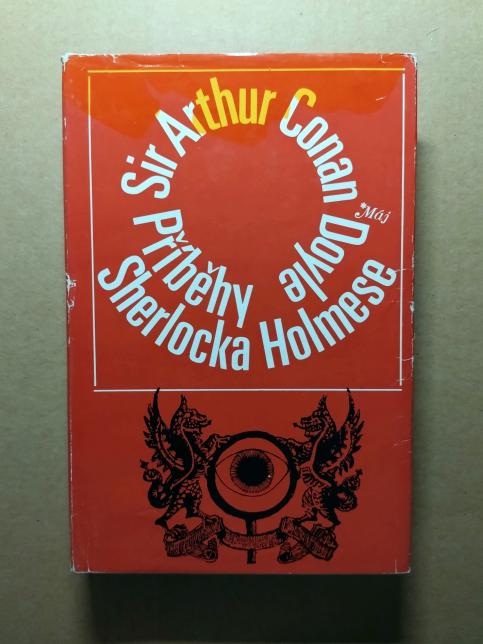 Sir Arthur Conan Doyle
Příběhy
Sherlocka Holmese
*Máj